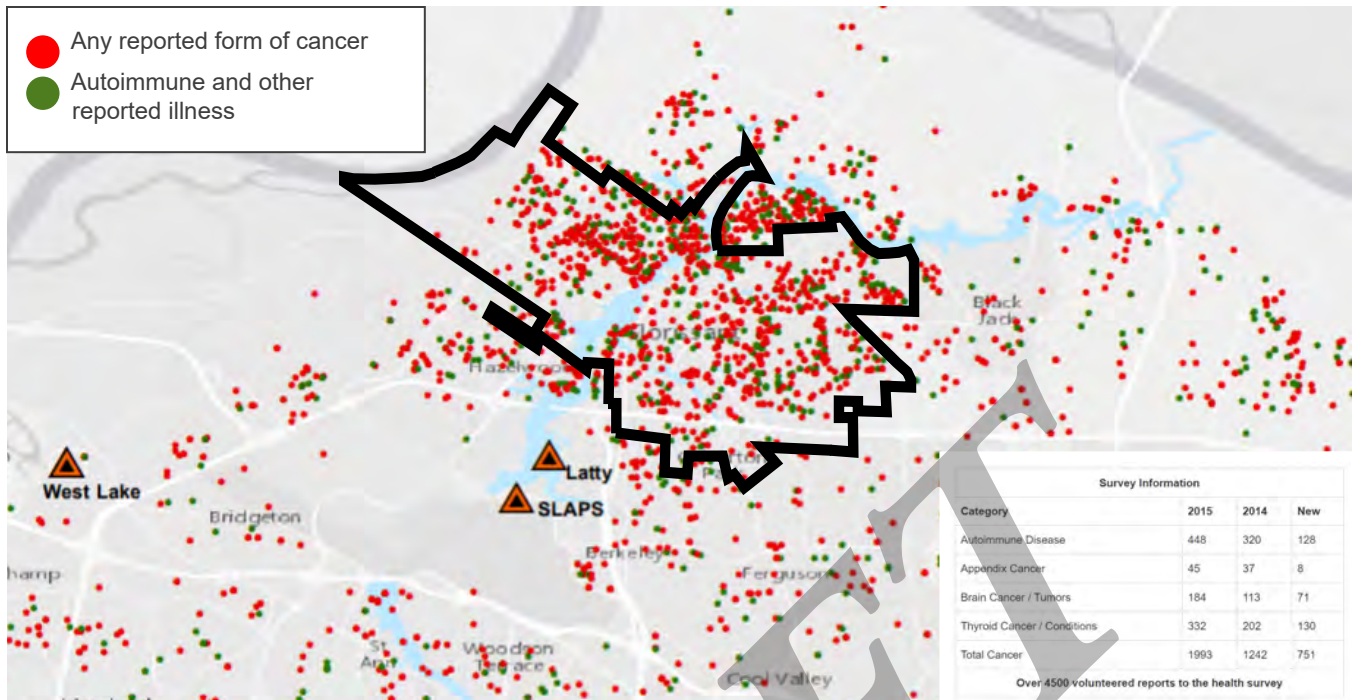 Any reported form of cancer
Autoimmune and other
reported illness
Black
Jack
Hazelwood
West Lake
Latty
SLAPS
Bridgeton
Berkeley
Ferguson
St
Ann
Woodson
Terrace
Cool Valley
Survey Information
Category 2015 2014 New
Autoimmune Disease 448 320 128
Appendix Cancer 45 37 8
Brain Cancer / Tumors 184 113 71
Thyroid Cancer / Conditions 332 202 130
Total Cancer 1993 1242 751
Over 4500 volunteered reports to the health survey